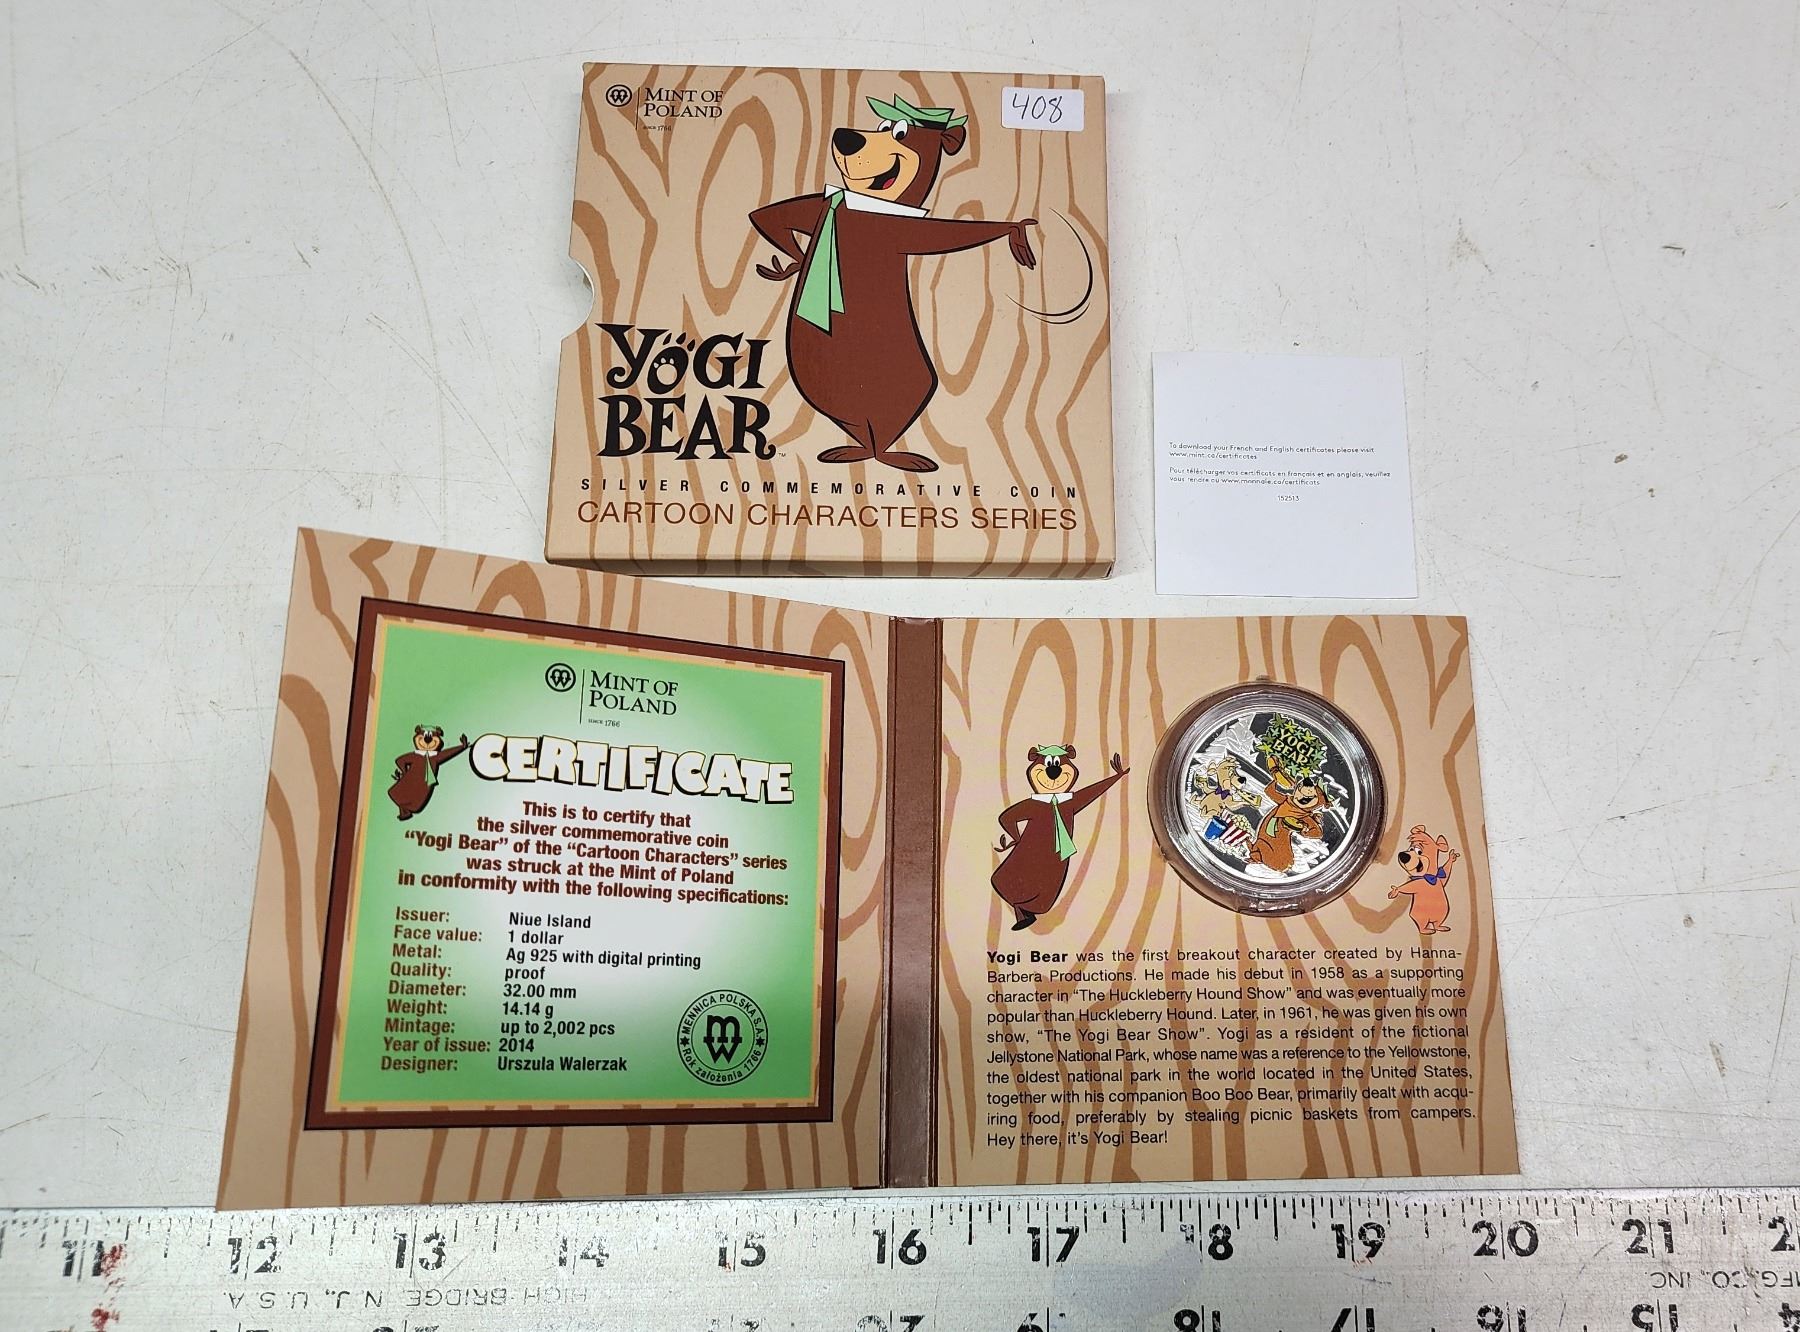 MINT OF
POLAND
SINCE 1766
408
YOGI
BEAR™
SILVER COMMEMORATIVE COIN
CARTOON CHARACTERS SERIES
To download your French and English certificates please visit
www.mint.ca/certificates
Pour télécharger vos certificats en français et en anglais, veuillez
vous rendre au www.monnaie.ca/certificats
152513
MINT OF
POLAND
SINCE 1766
CERTIFICATE
This is to certify that
the silver commemorative coin
“Yogi Bear” of the “Cartoon Characters” series
was struck at the Mint of Poland
in conformity with the following specifications:
Issuer: Niue Island
Face value: 1 dollar
Metal: Ag 925 with digital printing
Quality: proof
Diameter: 32.00 mm
Weight: 14.14 g
Mintage: up to 2,002 pcs
Year of issue: 2014
Designer: Urszula Walerzak
MENNICA POLSKA S.A.
Rok założenia 1766
YOGI
BEAR
Yogi Bear was the first breakout character created by Hanna-
Barbera Productions. He made his debut in 1958 as a supporting
character in “The Huckleberry Hound Show” and was eventually more
popular than Huckleberry Hound. Later, in 1961, he was given his own
show, “The Yogi Bear Show”. Yogi as a resident of the fictional
Jellystone National Park, whose name was a reference to the Yellowstone,
the oldest national park in the world located in the United States,
together with his companion Boo Boo Bear, primarily dealt with acqu-
iring food, preferably by stealing picnic baskets from campers.
Hey there, it's Yogi Bear!
11 12 13 14 15 16 17 18 19 20 21
MFG. CO., INC
HIGH BRIDGE N.J., U.S.A.